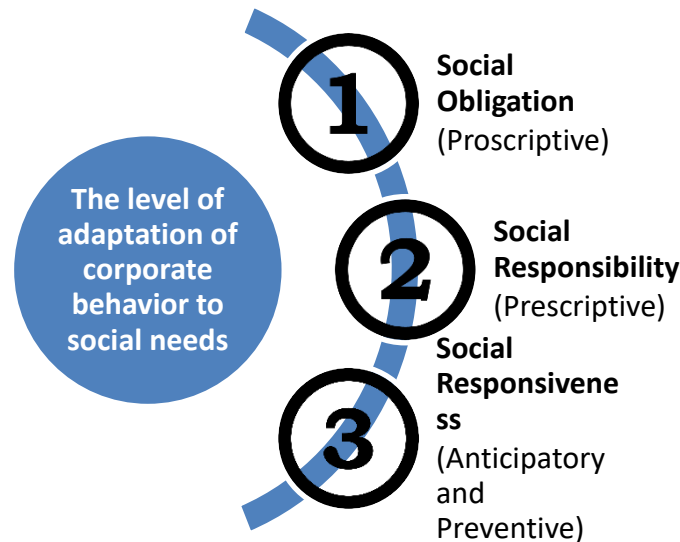 The level of
adaptation of
corporate
behavior to
social needs
1
Social
Obligation
(Proscriptive)
2
Social
Responsibility
(Prescriptive)
3
Social
Responsivene
ss
(Anticipatory
and
Preventive)